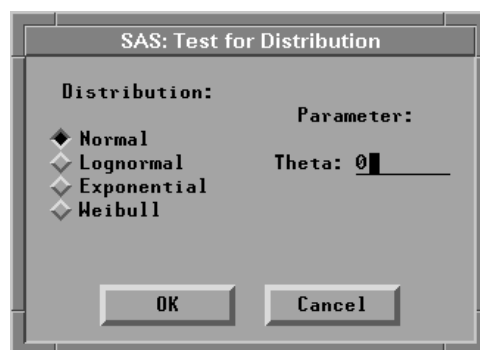 SAS: Test for Distribution
Distribution:
Normal
Lognormal
Exponential
Weibull
Parameter:
Theta: 0
OK
Cancel